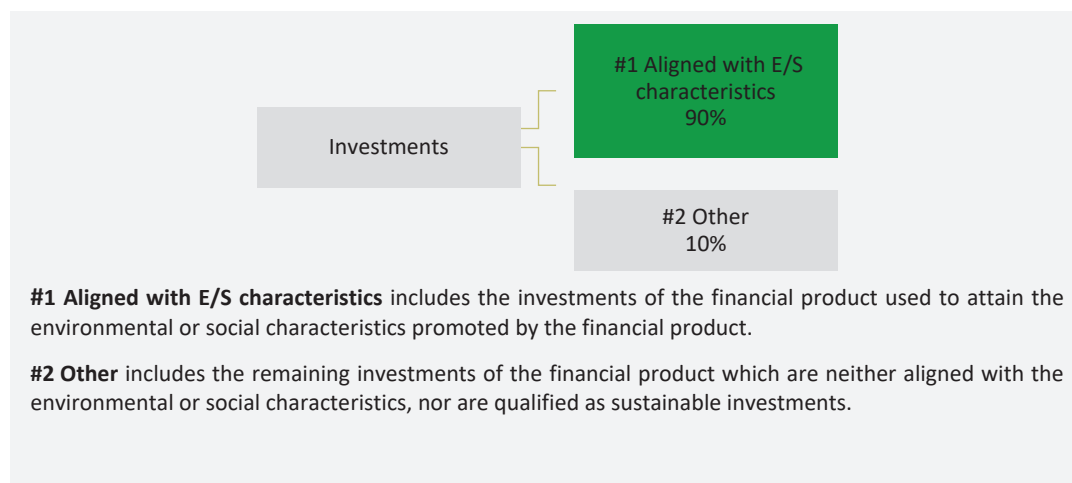 #1 Aligned with E/S
characteristics
90%
Investments
#2 Other
10%
#1 Aligned with E/S characteristics includes the investments of the financial product used to attain the
environmental or social characteristics promoted by the financial product.
#2 Other includes the remaining investments of the financial product which are neither aligned with the
environmental or social characteristics, nor are qualified as sustainable investments.